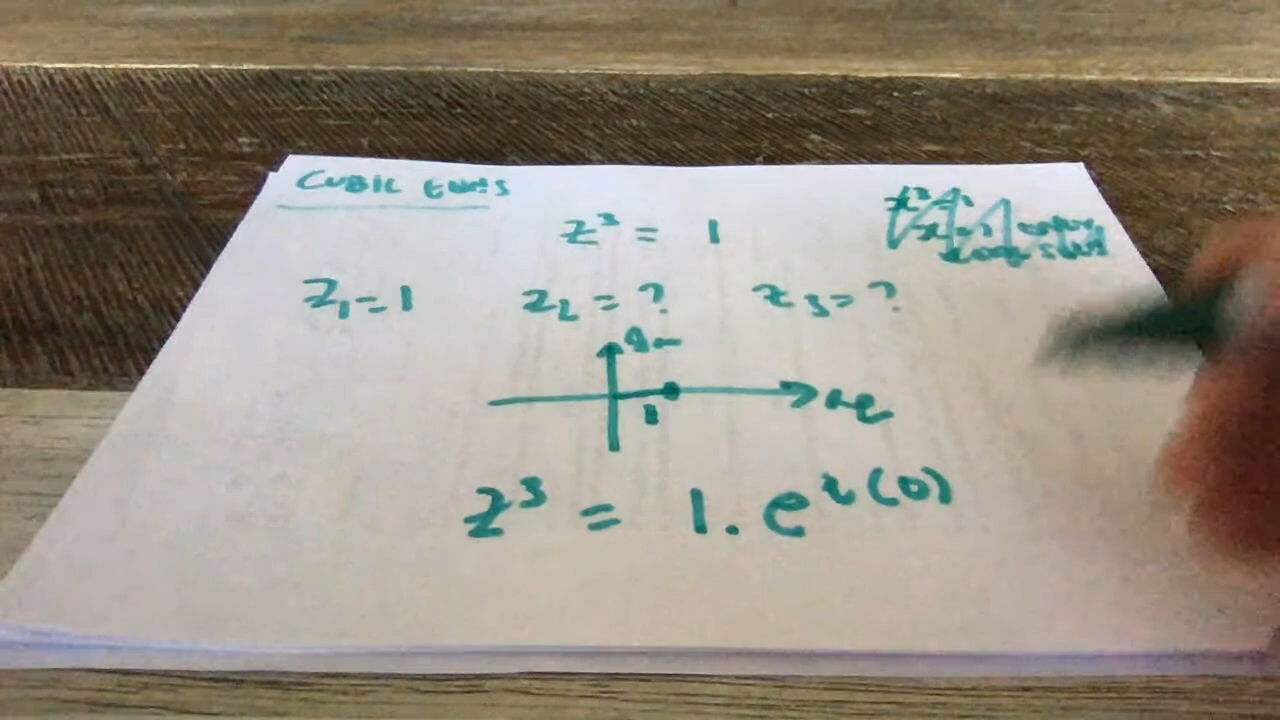 CUBIC EQNS
z³ = 1
z₁ = 1 z₂ = ? z₃ = ?
Im
1 Re
z³ = 1. e^i(0)